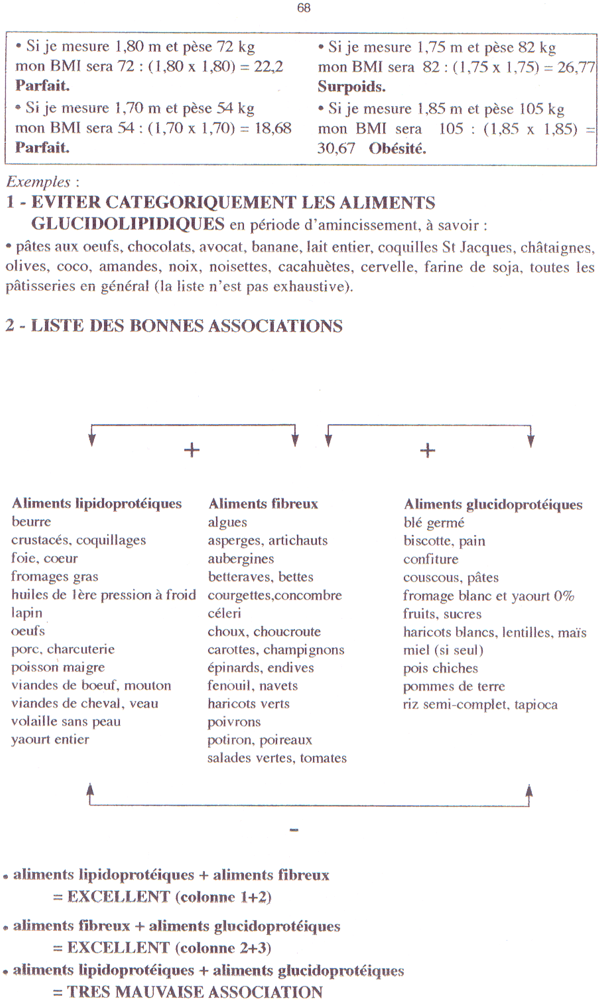 68
• Si je mesure 1,80 m et pèse 72 kg
mon BMI sera 72 : (1,80 x 1,80) = 22,2
Parfait.
• Si je mesure 1,70 m et pèse 54 kg
mon BMI sera 54 : (1,70 x 1,70) = 18,68
Parfait.
• Si je mesure 1,75 m et pèse 82 kg
mon BMI sera 82 : (1,75 x 1,75) = 26,77
Surpoids.
• Si je mesure 1,85 m et pèse 105 kg
mon BMI sera 105 : (1,85 x 1,85) =
30,67 Obésité.
Exemples :
1 - EVITER CATEGORIQUEMENT LES ALIMENTS
GLUCIDOLIPIDIQUES en période d'amincissement, à savoir :
• pâtes aux oeufs, chocolats, avocat, banane, lait entier, coquilles St Jacques, châtaignes,
olives, coco, amandes, noix, noisettes, cacahuètes, cervelle, farine de soja, toutes les
pâtisseries en général (la liste n'est pas exhaustive).
2 - LISTE DES BONNES ASSOCIATIONS
+
+
Aliments lipidoprotéiques
beurre
crustacés, coquillages
foie, coeur
fromages gras
huiles de 1ère pression à froid
lapin
oeufs
porc, charcuterie
poisson maigre
viandes de boeuf, mouton
viandes de cheval, veau
volaille sans peau
yaourt entier
Aliments fibreux
algues
asperges, artichauts
aubergines
betteraves, bettes
courgettes,concombre
céleri
choux, choucroute
carottes, champignons
épinards, endives
fenouil, navets
haricots verts
poivrons
potiron, poireaux
salades vertes, tomates
Aliments glucidoprotéiques
blé germé
biscotte, pain
confiture
couscous, pâtes
fromage blanc et yaourt 0%
fruits, sucres
haricots blancs, lentilles, maïs
miel (si seul)
pois chiches
pommes de terre
riz semi-complet, tapioca
-
• aliments lipidoprotéiques + aliments fibreux
= EXCELLENT (colonne 1+2)
• aliments fibreux + aliments glucidoprotéiques
= EXCELLENT (colonne 2+3)
• aliments lipidoprotéiques + aliments glucidoprotéiques
= TRES MAUVAISE ASSOCIATION